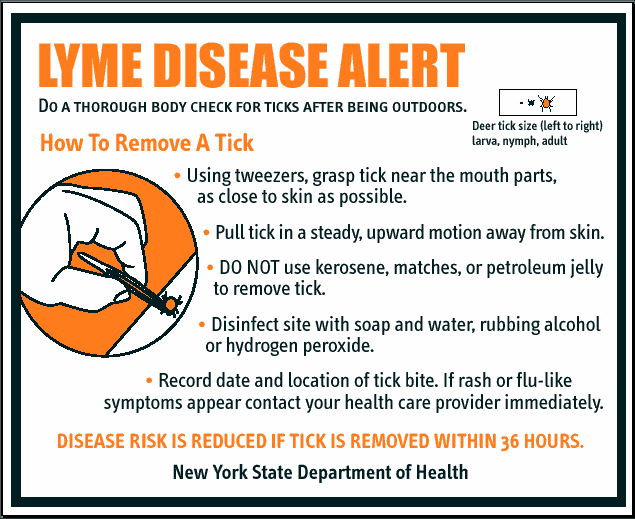 LYME DISEASE ALERT
DO A THOROUGH BODY CHECK FOR TICKS AFTER BEING OUTDOORS.
Deer tick size (left to right)
larva, nymph, adult
How To Remove A Tick
• Using tweezers, grasp tick near the mouth parts,
as close to skin as possible.
• Pull tick in a steady, upward motion away from skin.
• DO NOT use kerosene, matches, or petroleum jelly
to remove tick.
• Disinfect site with soap and water, rubbing alcohol
or hydrogen peroxide.
• Record date and location of tick bite. If rash or flu-like
symptoms appear contact your health care provider immediately.
DISEASE RISK IS REDUCED IF TICK IS REMOVED WITHIN 36 HOURS.
New York State Department of Health